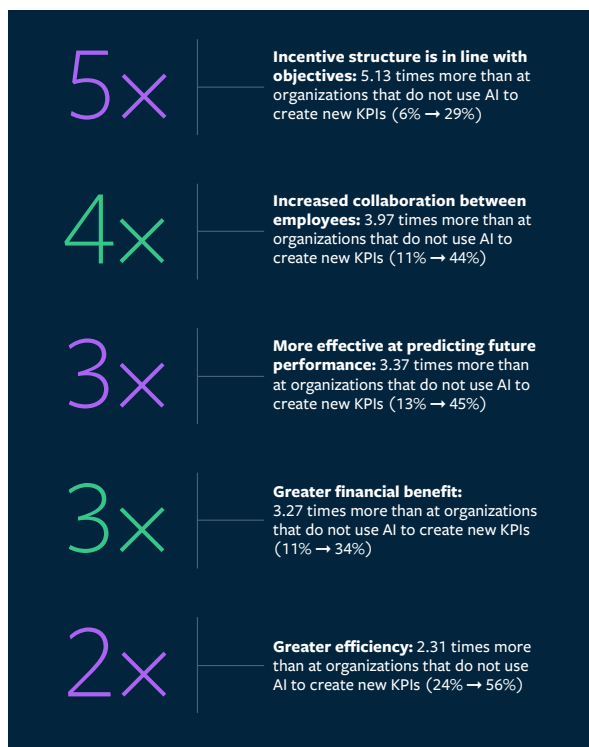 5×
Incentive structure is in line with
objectives: 5.13 times more than at
organizations that do not use AI to
create new KPIs (6% → 29%)
4×
Increased collaboration between
employees: 3.97 times more than at
organizations that do not use AI to
create new KPIs (11% → 44%)
3×
More effective at predicting future
performance: 3.37 times more than
at organizations that do not use AI to
create new KPIs (13% → 45%)
3×
Greater financial benefit:
3.27 times more than at organizations
that do not use AI to create new KPIs
(11% → 34%)
2×
Greater efficiency: 2.31 times more
than at organizations that do not use
AI to create new KPIs (24% → 56%)